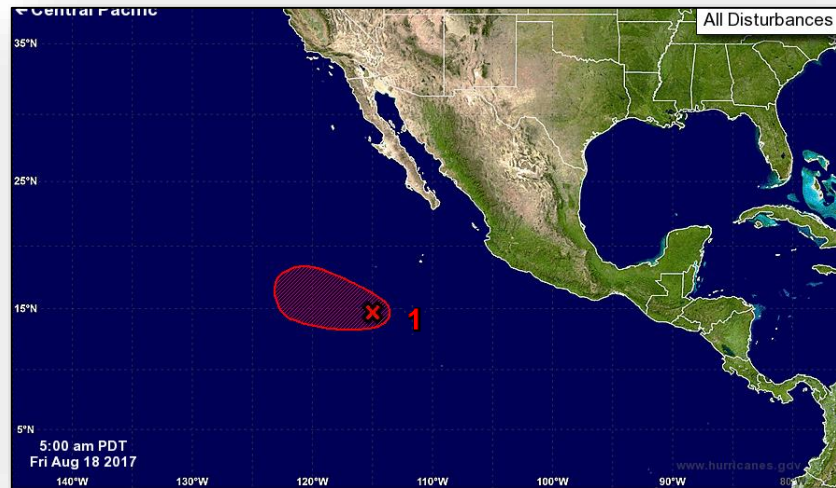 ←Central Pacific
All Disturbances
35°N
25°N
15°N
1
5°N
5:00 am PDT
Fri Aug 18 2017
www.hurricanes.gov
140°W
130°W
120°W
110°W
100°W
90°W
80°W